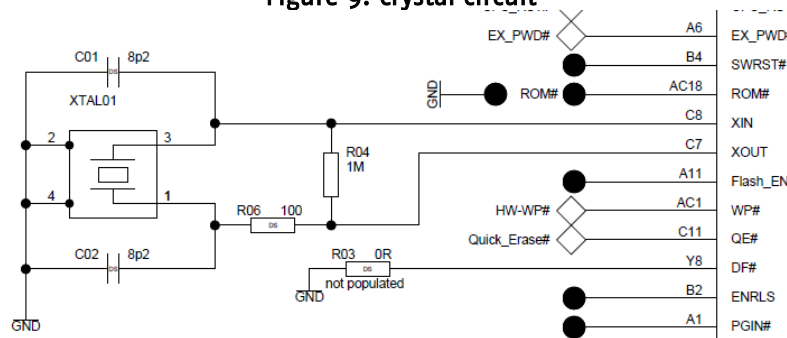 Figure 9: Crystal circuit
EX_PWD# A6 EX_PWD
C01 8p2
B4 SWRST#
XTAL01
GND ROM# AC18 ROM#
C8 XIN
2 3
C7 XOUT
R04
1M
A11 Flash_EN
4 1
R06 100
HW-WP# AC1 WP#
Quick_Erase# C11 QE#
C02 8p2
R03 0R
Y8 DF#
DS
not populated
GND
B2 ENRLS
GND
A1 PGIN#